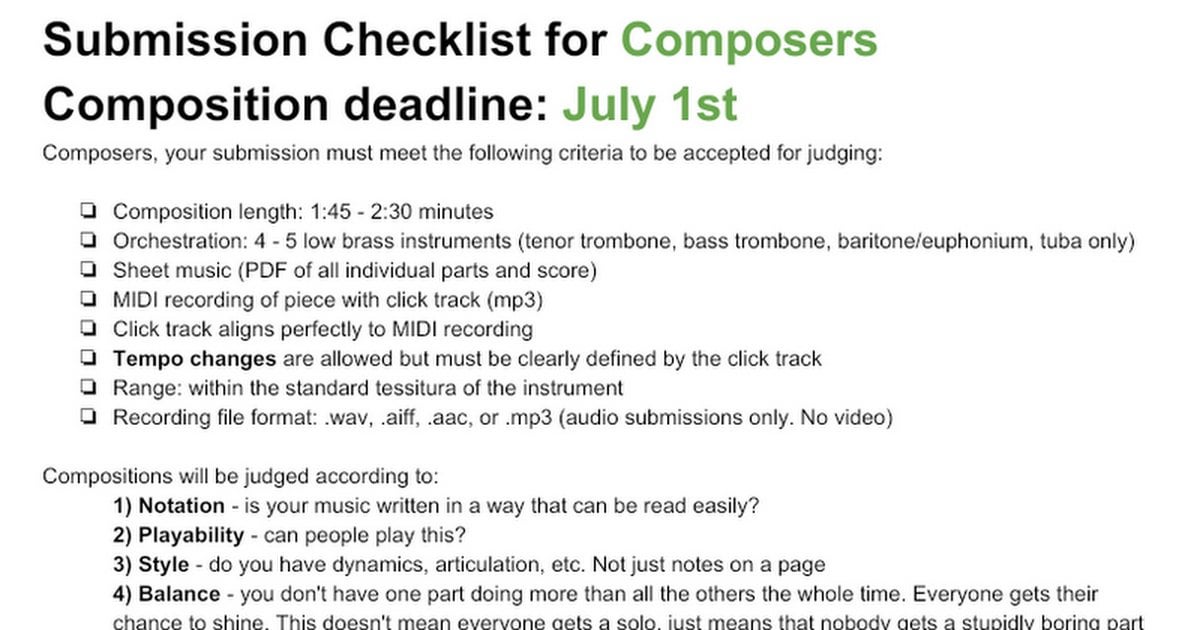 Submission Checklist for Composers
Composition deadline: July 1st
Composers, your submission must meet the following criteria to be accepted for judging:
❏ Composition length: 1:45 - 2:30 minutes
❏ Orchestration: 4 - 5 low brass instruments (tenor trombone, bass trombone, baritone/euphonium, tuba only)
❏ Sheet music (PDF of all individual parts and score)
❏ MIDI recording of piece with click track (mp3)
❏ Click track aligns perfectly to MIDI recording
❏ Tempo changes are allowed but must be clearly defined by the click track
❏ Range: within the standard tessitura of the instrument
❏ Recording file format: .wav, .aiff, .aac, or .mp3 (audio submissions only. No video)
Compositions will be judged according to:
1) Notation - is your music written in a way that can be read easily?
2) Playability - can people play this?
3) Style - do you have dynamics, articulation, etc. Not just notes on a page
4) Balance - you don't have one part doing more than all the others the whole time. Everyone gets their
chance to shine. This doesn't mean everyone gets a solo, just means that nobody gets a stupidly boring part